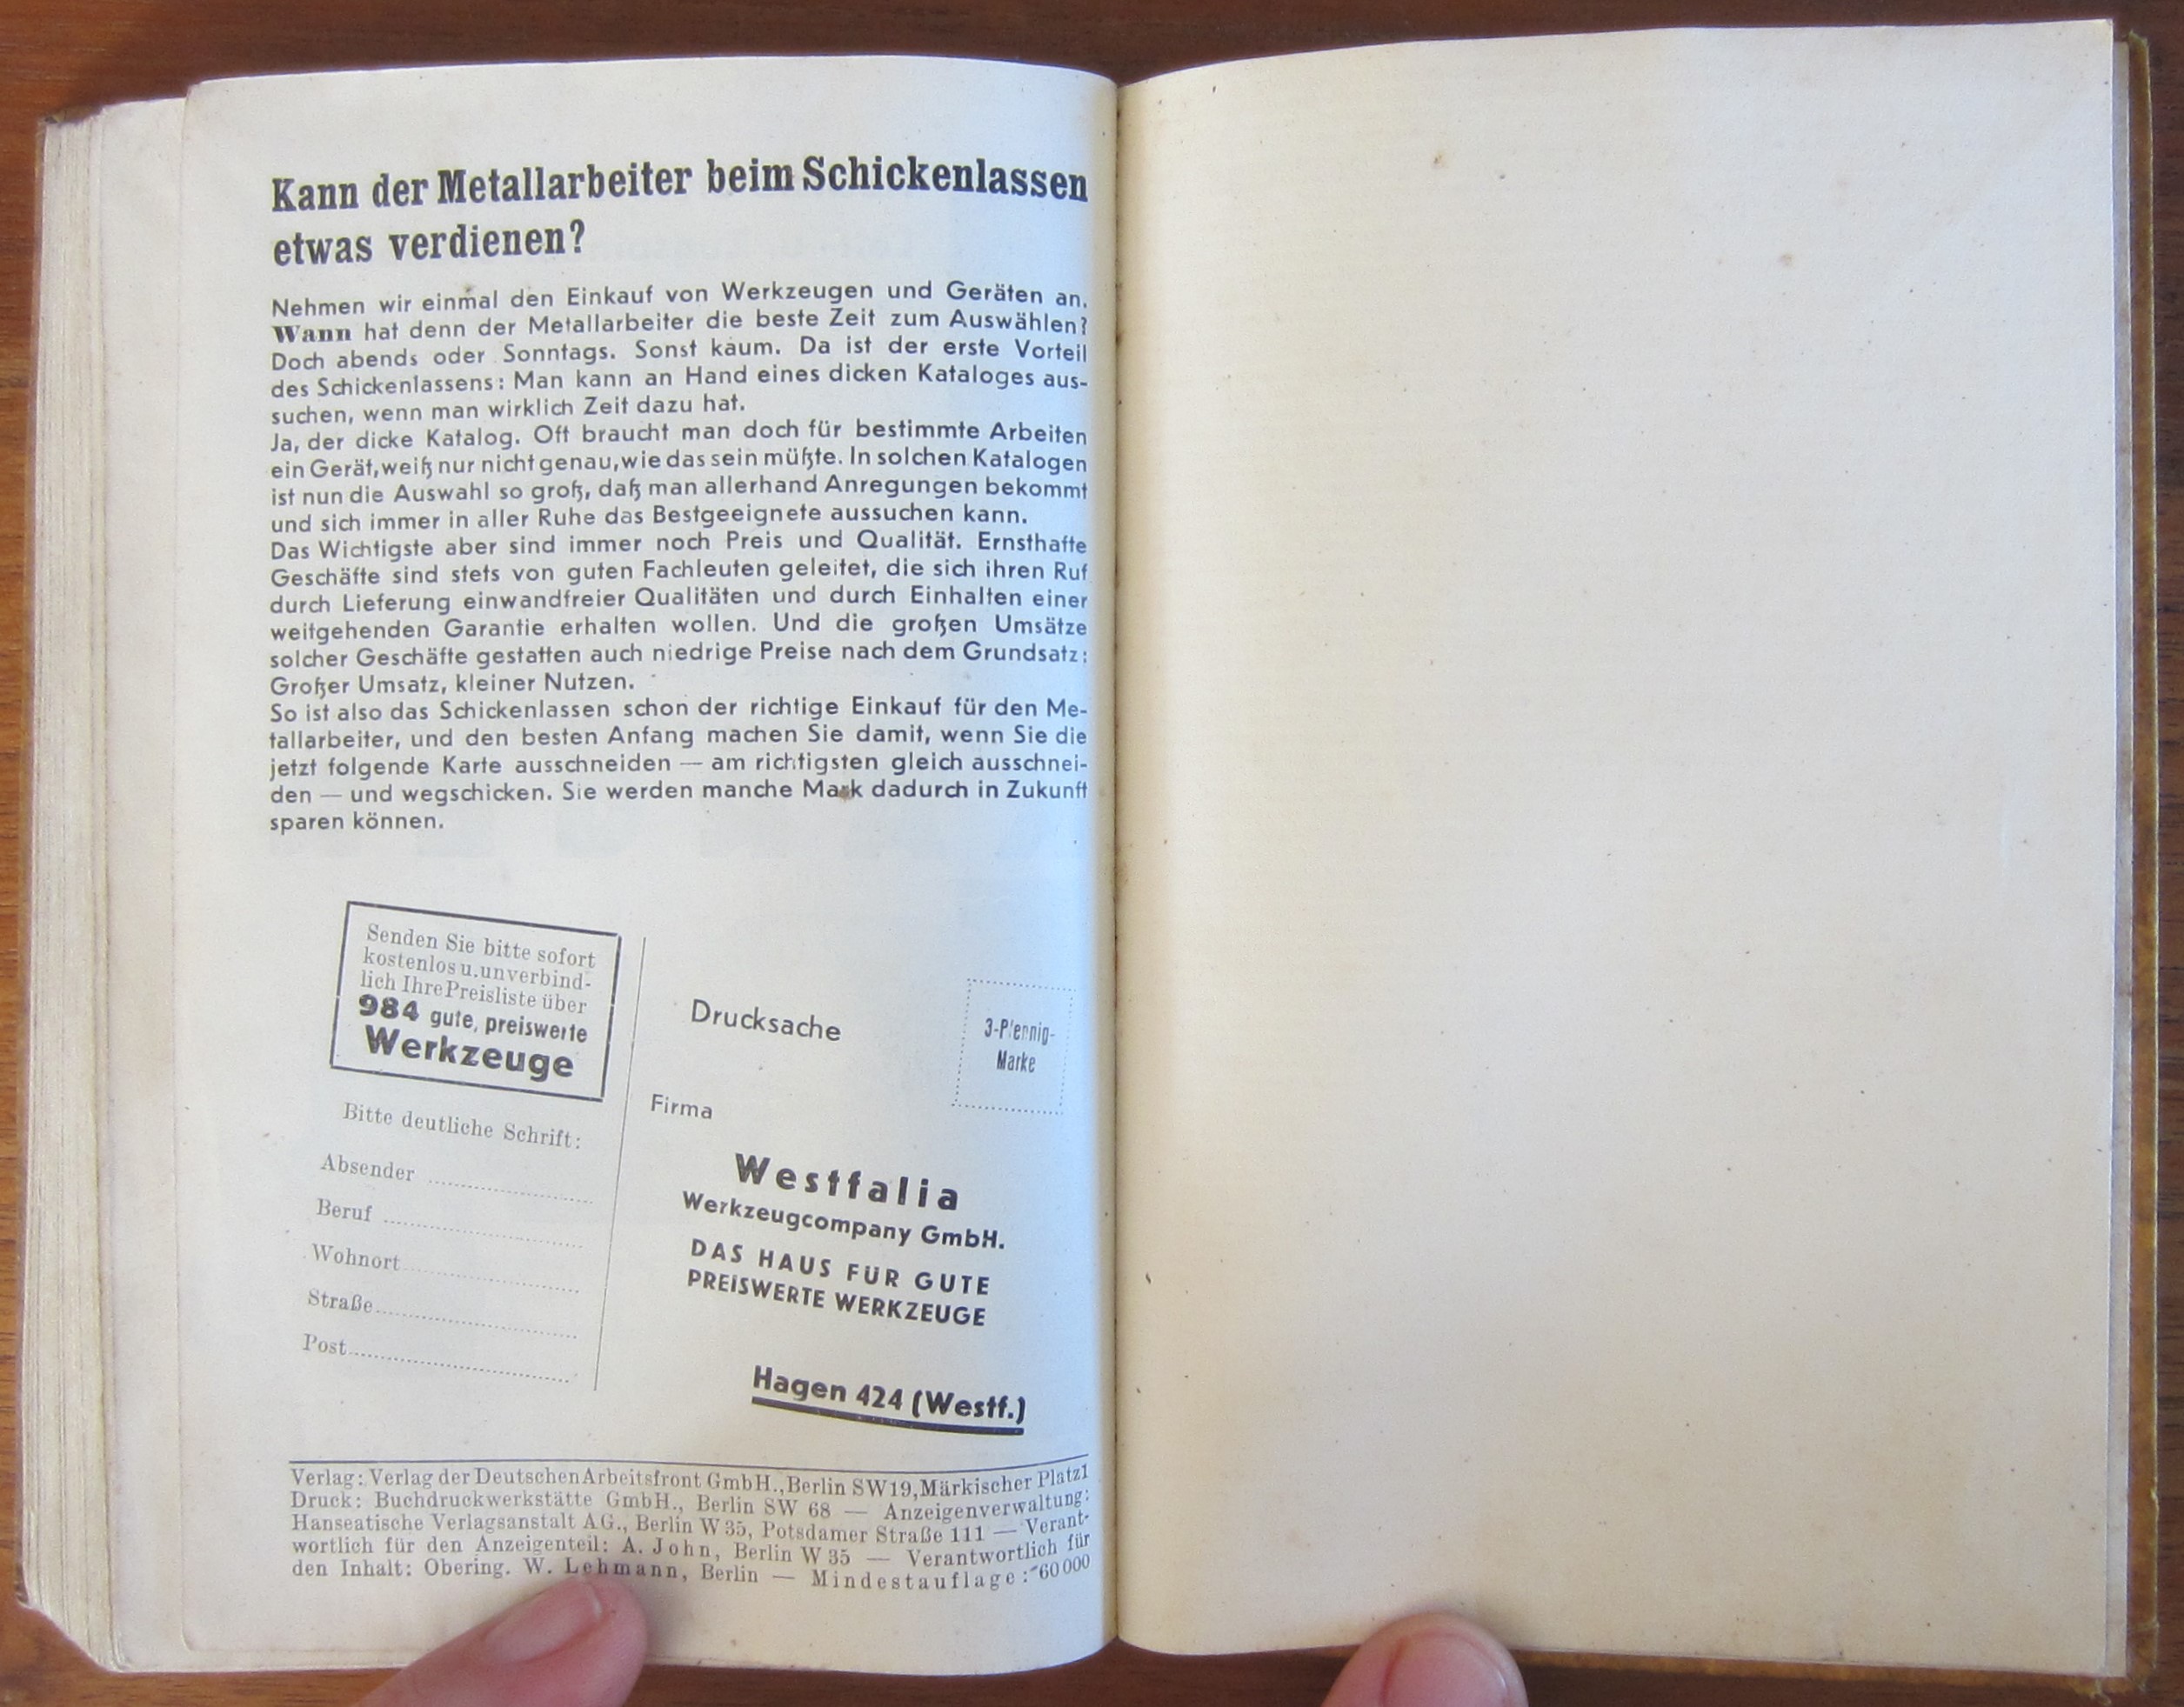 Kann der Metallarbeiter beim Schickenlassen
etwas verdienen?
Nehmen wir einmal den Einkauf von Werkzeugen und Geräten an.
Wann hat denn der Metallarbeiter die beste Zeit zum Auswählen?
Doch abends oder Sonntags. Sonst kaum. Da ist der erste Vorteil
des Schickenlassens: Man kann an Hand eines dicken Kataloges aus-
suchen, wenn man wirklich Zeit dazu hat.
Ja, der dicke Katalog. Oft braucht man doch für bestimmte Arbeiten
ein Gerät, weiß nur nicht genau, wie das sein müßte. In solchen Katalogen
ist nun die Auswahl so groß, daß man allerhand Anregungen bekommt
und sich immer in aller Ruhe das Bestgeeignete aussuchen kann.
Das Wichtigste aber sind immer noch Preis und Qualität. Ernsthafte
Geschäfte sind stets von guten Fachleuten geleitet, die sich ihren Ruf
durch Lieferung einwandfreier Qualitäten und durch Einhalten einer
weitgehenden Garantie erhalten wollen. Und die großen Umsätze
solcher Geschäfte gestatten auch niedrige Preise nach dem Grundsatz:
Großer Umsatz, kleiner Nutzen.
So ist also das Schickenlassen schon der richtige Einkauf für den Me-
tallarbeiter, und den besten Anfang machen Sie damit, wenn Sie die
jetzt folgende Karte ausschneiden — am richtigsten gleich ausschnei-
den — und wegschicken. Sie werden manche Mark dadurch in Zukunft
sparen können.
Senden Sie bitte sofort
kostenlos u. unverbind-
lich Ihre Preisliste über
984 gute, preiswerte
Werkzeuge
Bitte deutliche Schrift:
Absender
Beruf
Wohnort
Straße
Post
Drucksache
3-Pfennig-
Marke
Firma
Westfalia
Werkzeugcompany GmbH.
DAS HAUS FÜR GUTE
PREISWERTE WERKZEUGE
Hagen 424 (Westf.)
Verlag: Verlag der Deutschen Arbeitsfront GmbH., Berlin SW19, Märkischer Platz 1
Druck: Buchdruckwerkstätte GmbH., Berlin SW 68 — Anzeigenverwaltung:
Hanseatische Verlagsanstalt AG., Berlin W 35, Potsdamer Straße 111 — Verant-
wortlich für den Anzeigenteil: A. John, Berlin W 35 — Verantwortlich für
den Inhalt: Obering. W. Lehmann, Berlin — Mindestauflage: 60 000